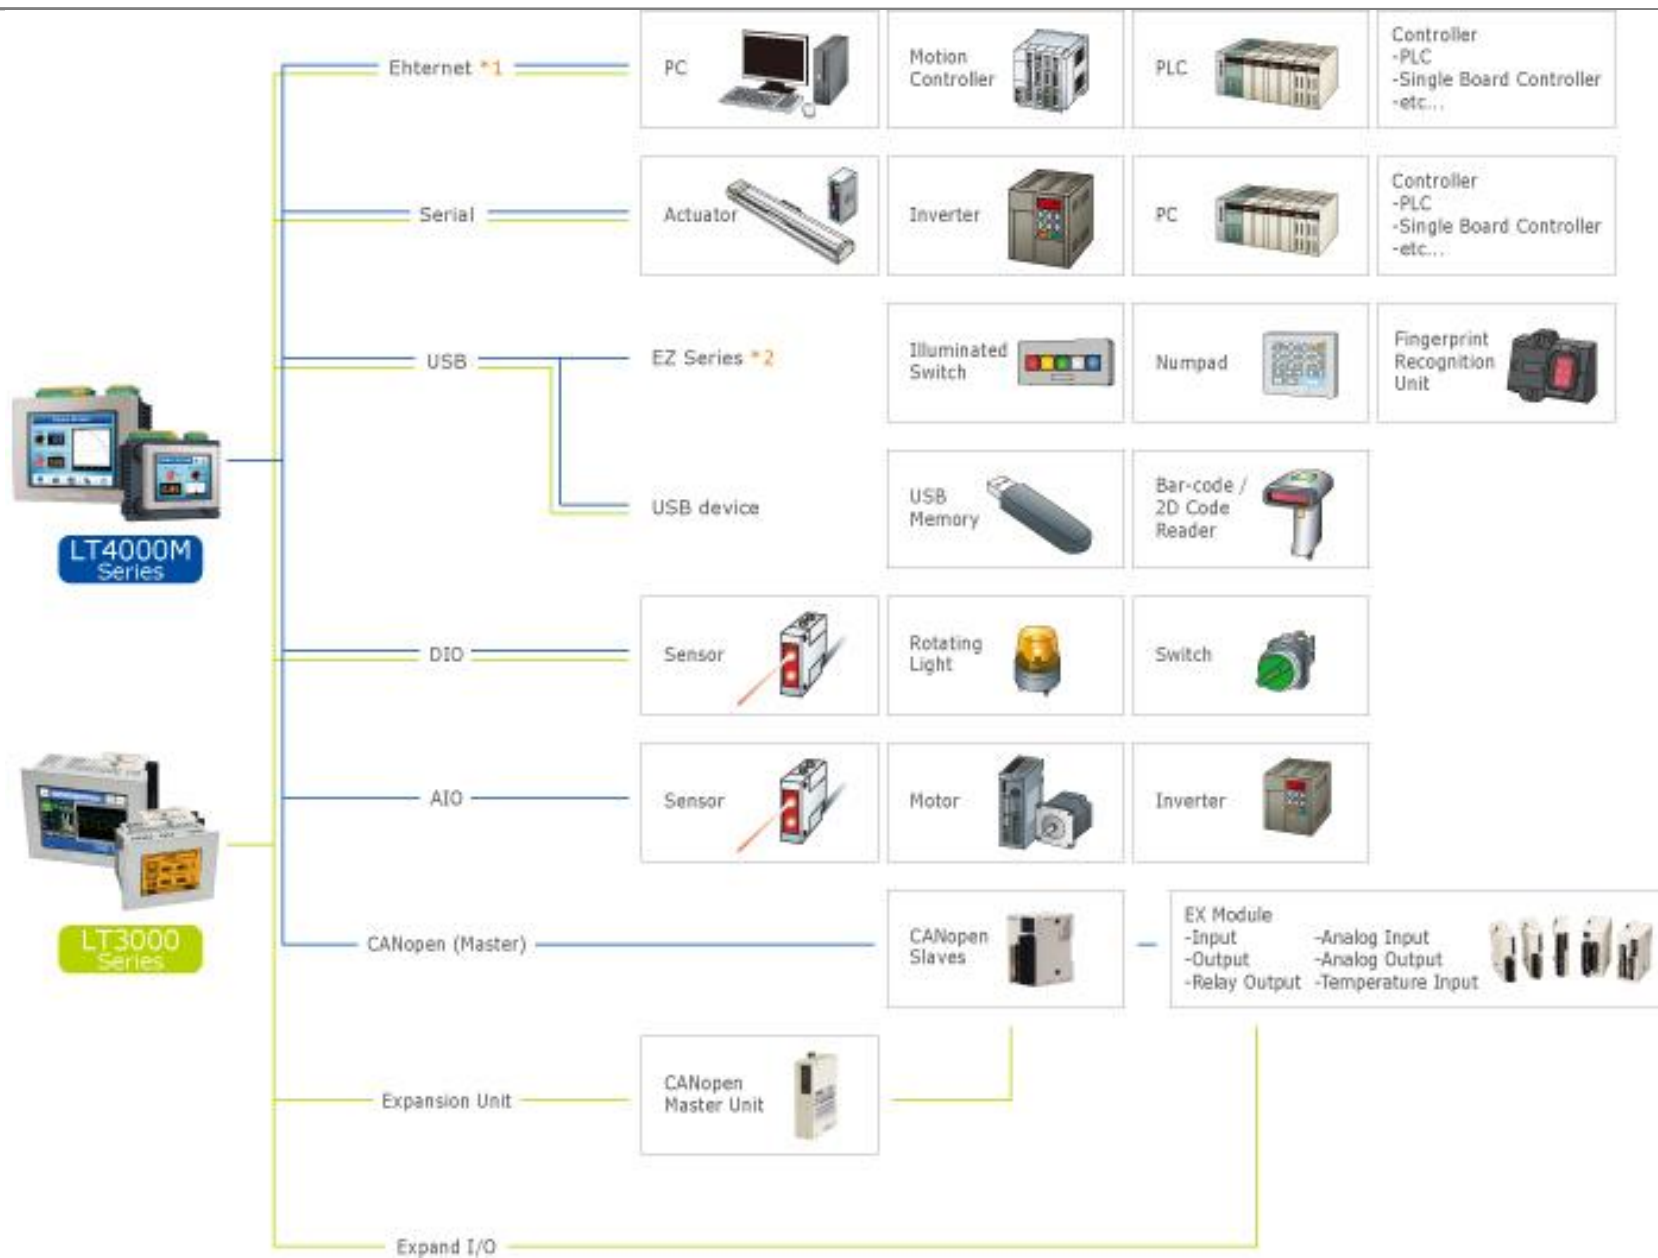 Ehternet *1
PC
Motion
Controller
PLC
Controller
-PLC
-Single Board Controller
-etc...
Serial
Actuator
Inverter
PC
Controller
-PLC
-Single Board Controller
-etc...
USB
EZ Series *2
Illuminated
Switch
Numpad
Fingerprint
Recognition
Unit
USB device
USB
Memory
Bar-code /
2D Code
Reader
LT4000M
Series
DIO
Sensor
Rotating
Light
Switch
AIO
Sensor
Motor
Inverter
LT3000
Series
CANopen (Master)
CANopen
Slaves
EX Module
-Input -Analog Input
-Output -Analog Output
-Relay Output -Temperature Input
Expansion Unit
CANopen
Master Unit
Expand I/O